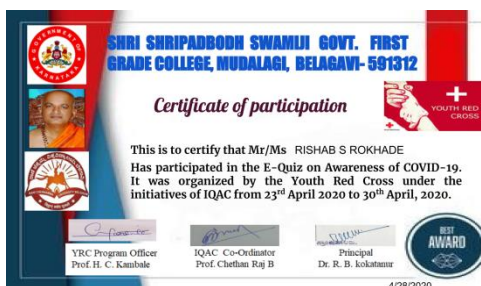 SHRI SHRIPADBODH SWAMIJI GOVT. FIRST
GRADE COLLEGE, MUDALAGI, BELAGAVI- 591312
GOVERNMENT OF
KARNATAKA
Certificate of participation
YOUTH RED
CROSS
This is to certify that Mr/Ms RISHAB S ROKHADE
Has participated in the E-Quiz on Awareness of COVID-19.
It was organized by the Youth Red Cross under the
initiatives of IQAC from 23rd April 2020 to 30th April, 2020.
YRC Program Officer
Prof. H. C. Kambale
IQAC Co-Ordinator
Prof. Chethan Raj B
Principal
Dr. R. B. kokatanur
BEST
AWARD
4/28/2020